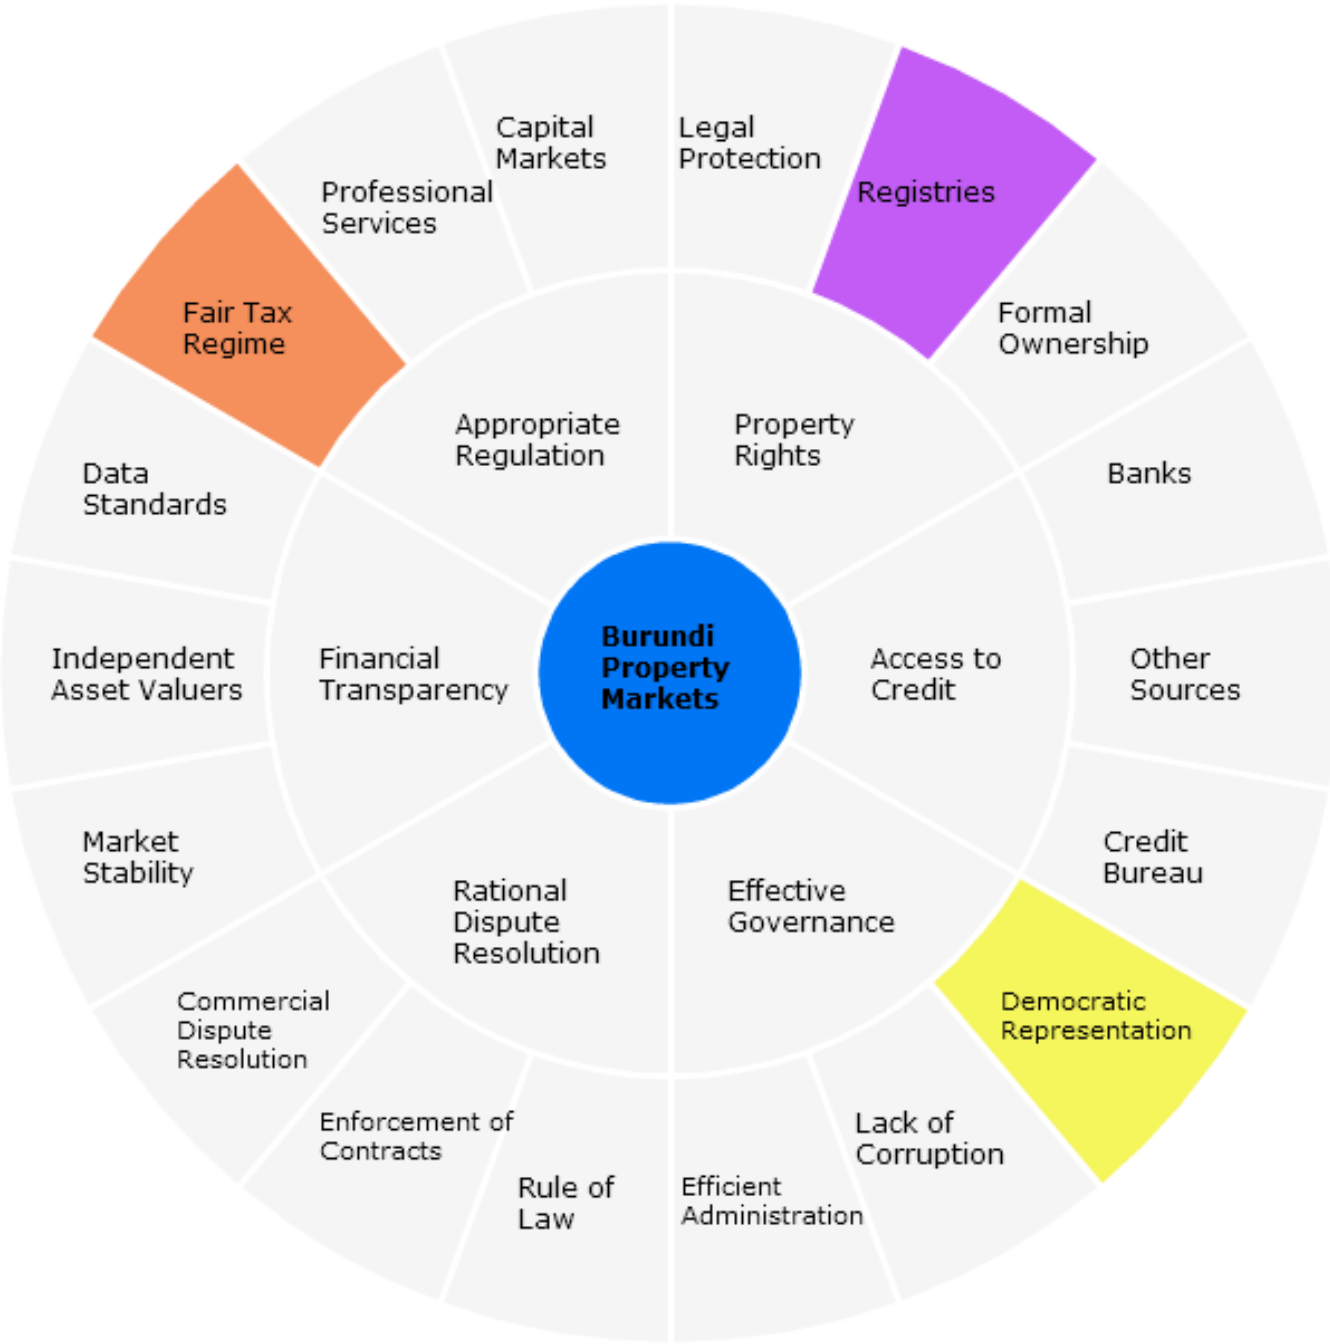 Capital
Markets
Legal
Protection
Professional
Services
Registries
Fair Tax
Regime
Formal
Ownership
Appropriate
Regulation
Property
Rights
Data
Standards
Banks
Independent
Asset Valuers
Financial
Transparency
Burundi
Property
Markets
Access to
Credit
Other
Sources
Market
Stability
Credit
Bureau
Rational
Dispute
Resolution
Effective
Governance
Commercial
Dispute
Resolution
Democratic
Representation
Enforcement of
Contracts
Lack of
Corruption
Rule of
Law
Efficient
Administration